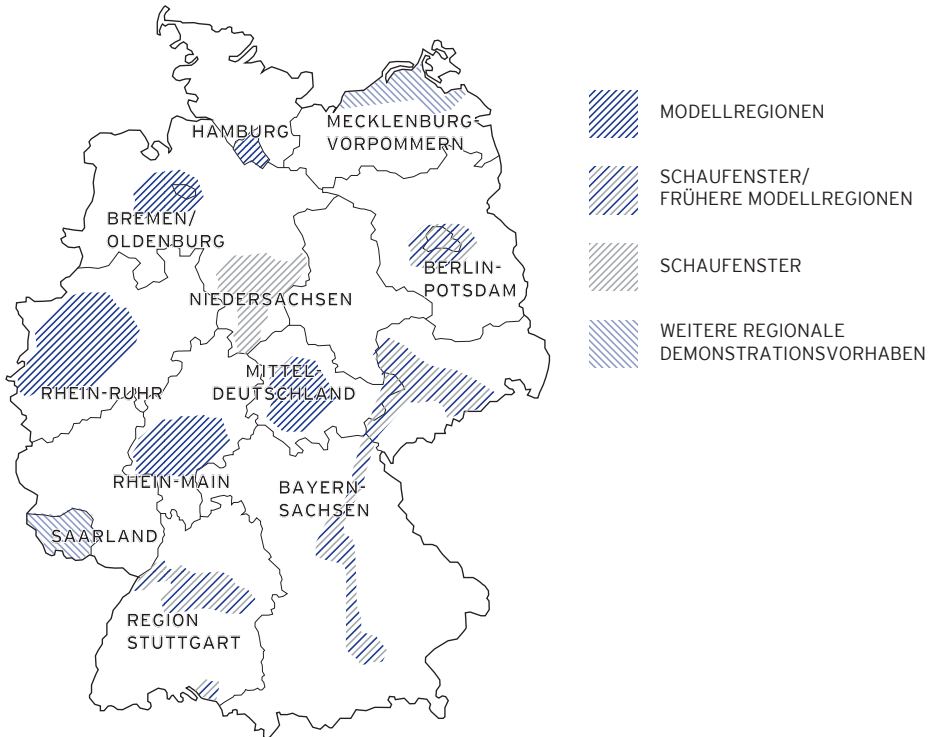 HAMBURG
MECKLENBURG-
VORPOMMERN
BREMEN/
OLDENBURG
BERLIN-
POTSDAM
NIEDERSACHSEN
RHEIN-RUHR
MITTEL-
DEUTSCHLAND
RHEIN-MAIN
BAYERN-
SACHSEN
SAARLAND
REGION
STUTTGART
MODELLREGIONEN
SCHAUFENSTER/
FRÜHERE MODELLREGIONEN
SCHAUFENSTER
WEITERE REGIONALE
DEMONSTRATIONSVORHABEN